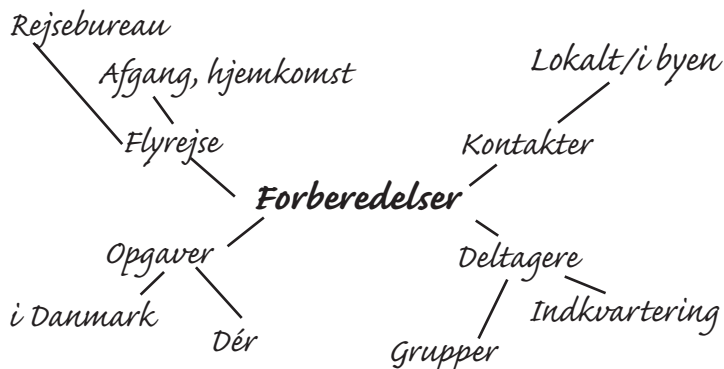 Rejsebureau
Afgang, hjemkomst
Flyrejse
Lokalt/i byen
Kontakter
Forberedelser
Opgaver
i Danmark
Dér
Deltagere
Indkvartering
Grupper